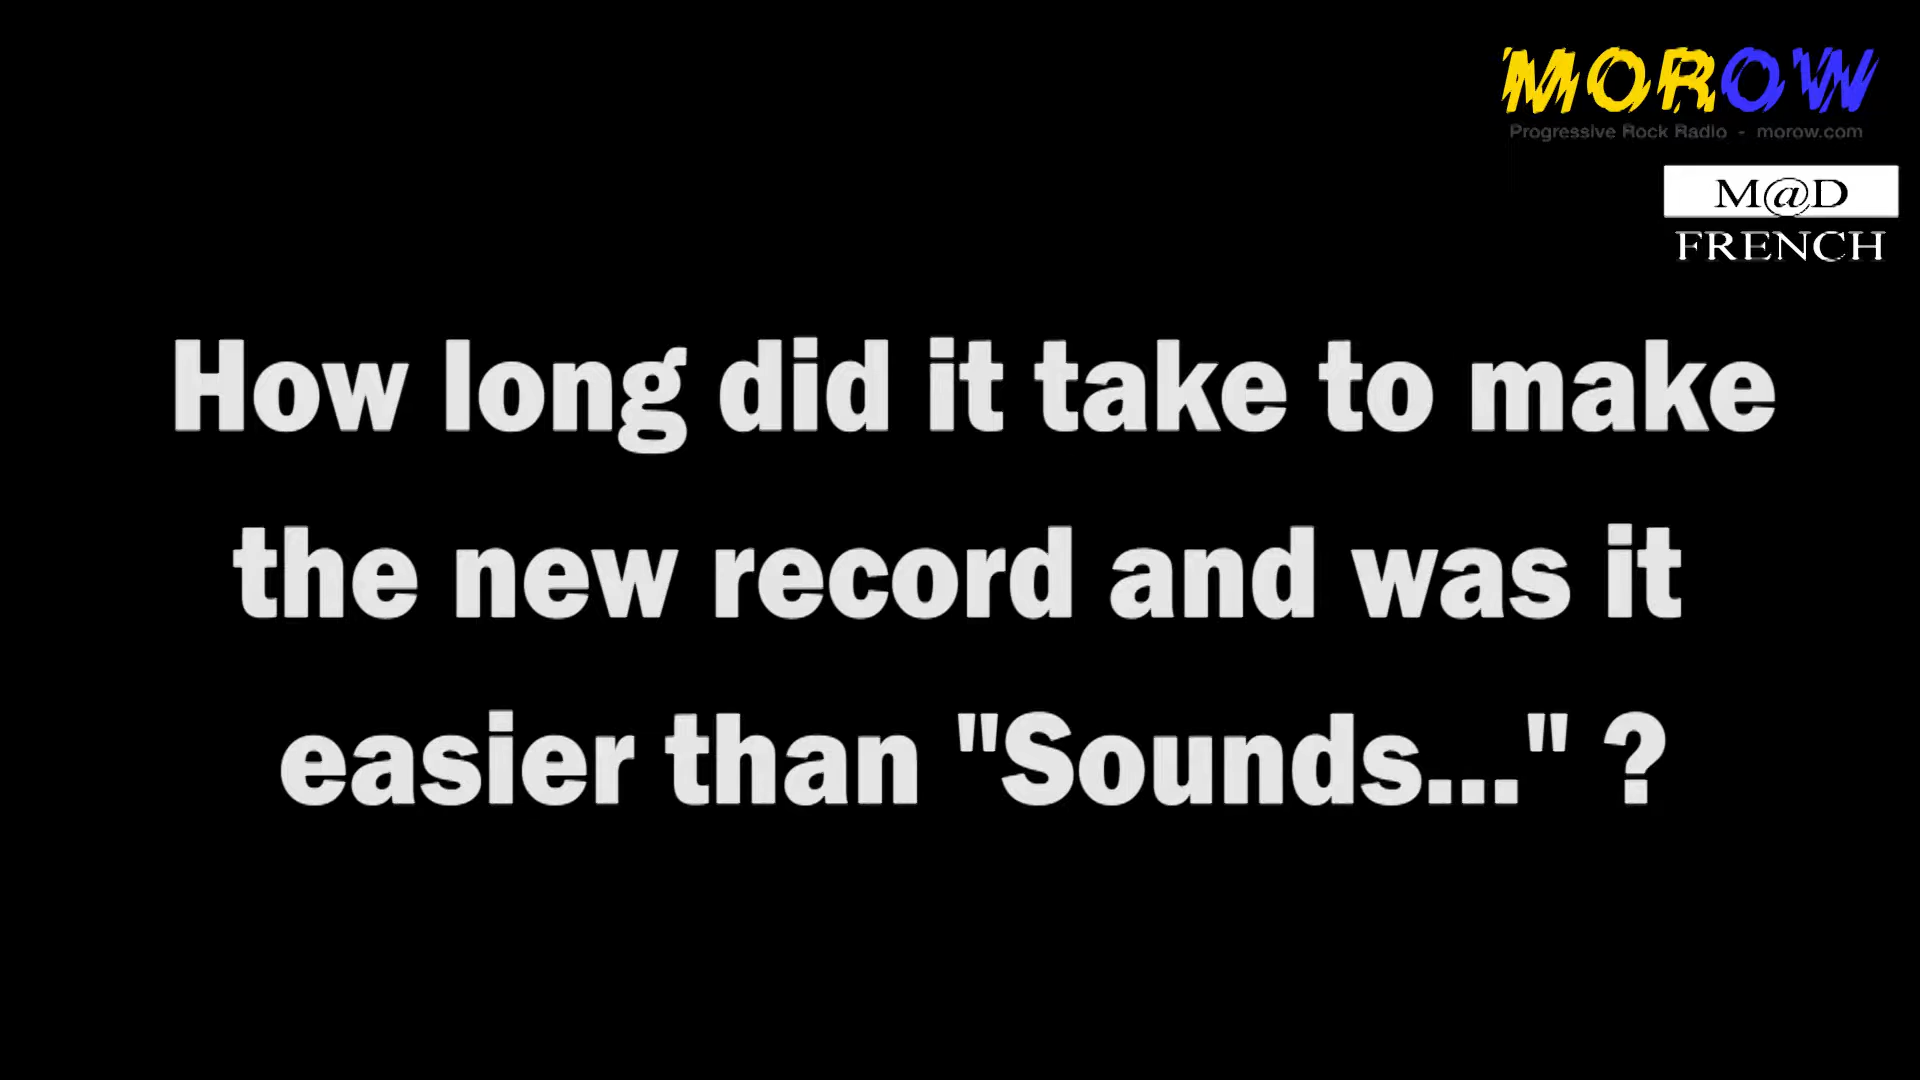 MOROW
Progressive Rock Radio - morow.com
M@D
FRENCH
How long did it take to make
the new record and was it
easier than "Sounds..." ?